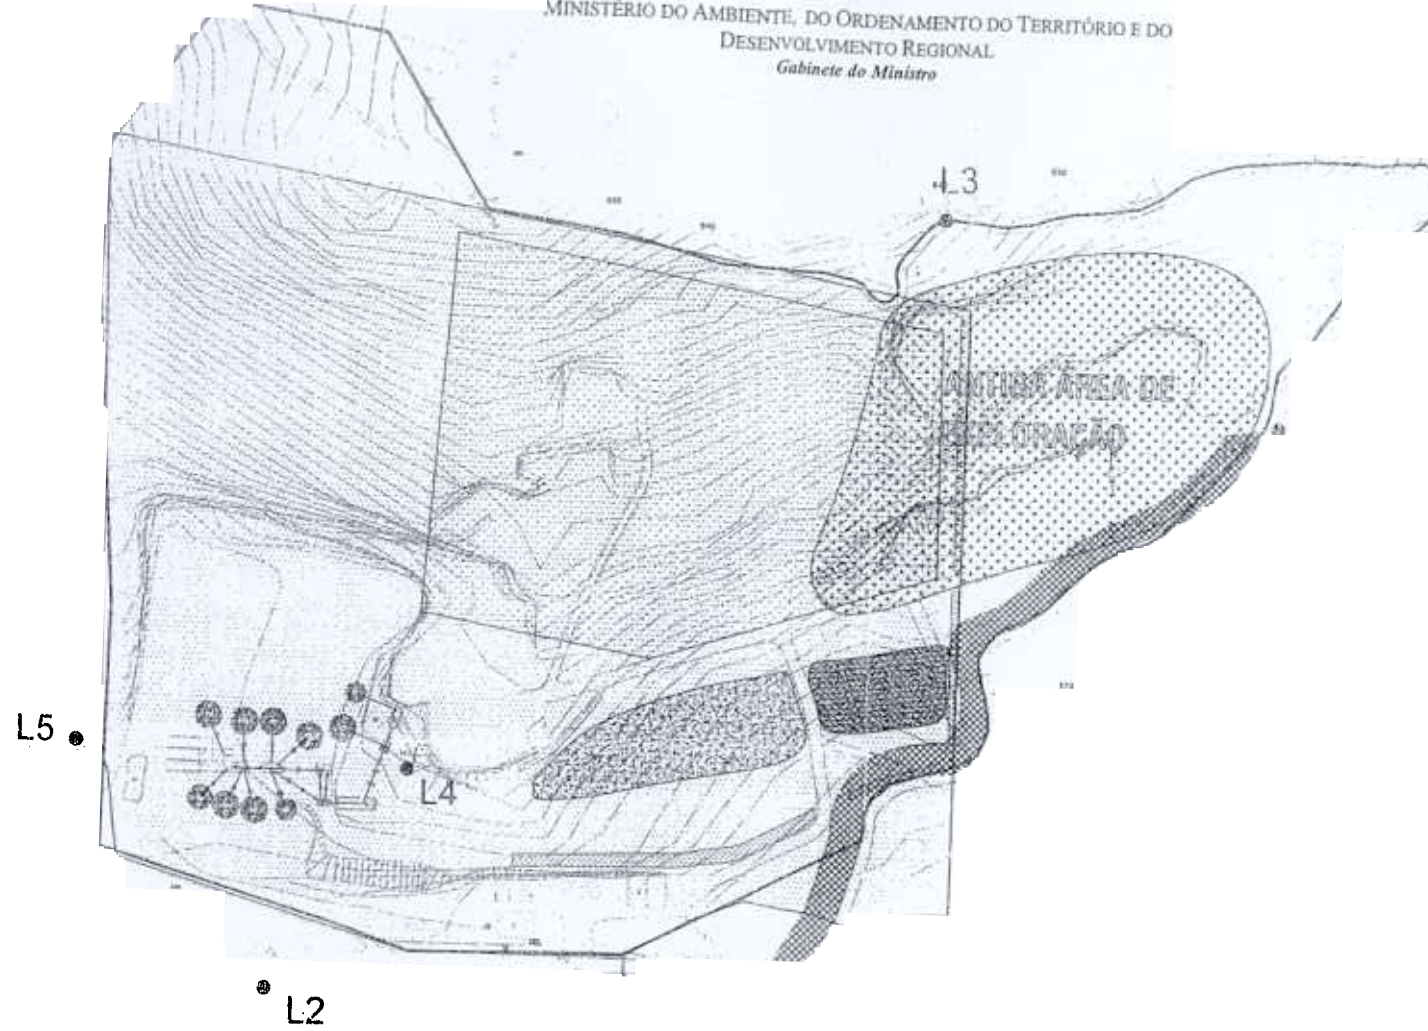 MINISTÉRIO DO AMBIENTE, DO ORDENAMENTO DO TERRITÓRIO E DO
DESENVOLVIMENTO REGIONAL
Gabinete do Ministro
L3
ANTIGA ÁREA DE
EXPLORAÇÃO
L5
L4
L2